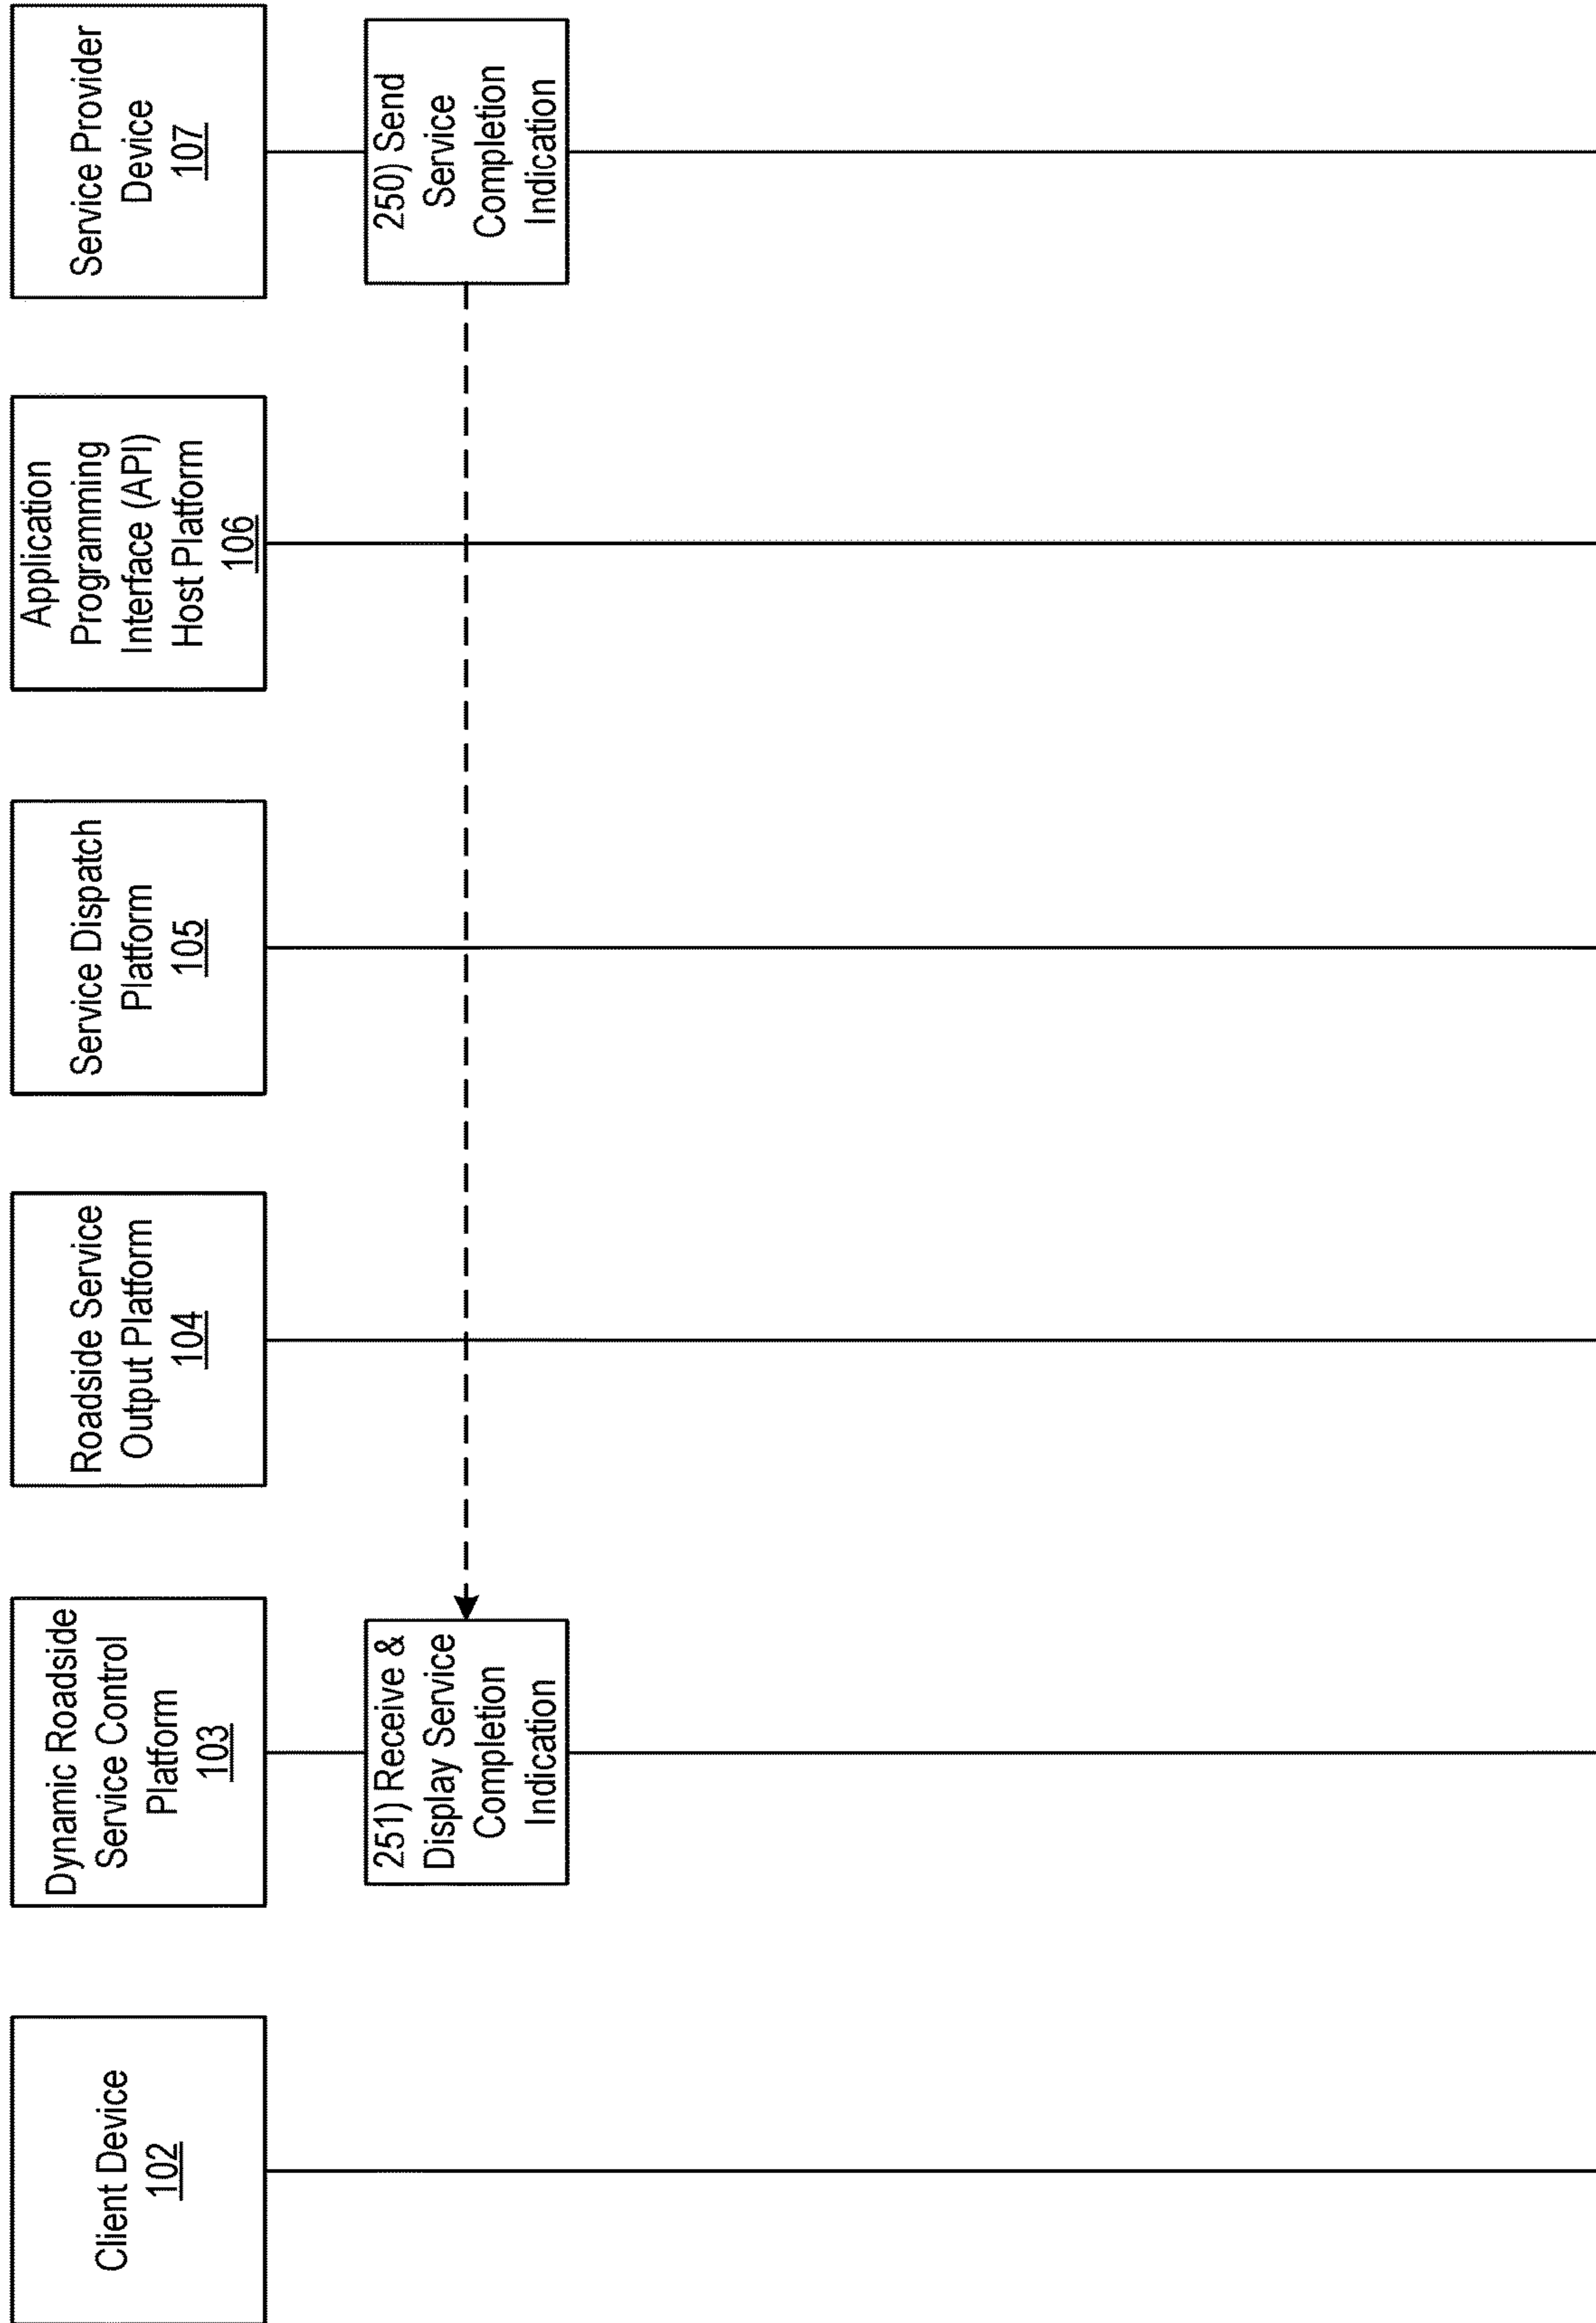 Client Device
102
Dynamic Roadside
Service Control
Platform
103
Roadside Service
Output Platform
104
Service Dispatch
Platform
105
Application
Programming
Interface (API)
Host Platform
106
Service Provider
Device
107
251) Receive &
Display Service
Completion
Indication
250) Send
Service
Completion
Indication